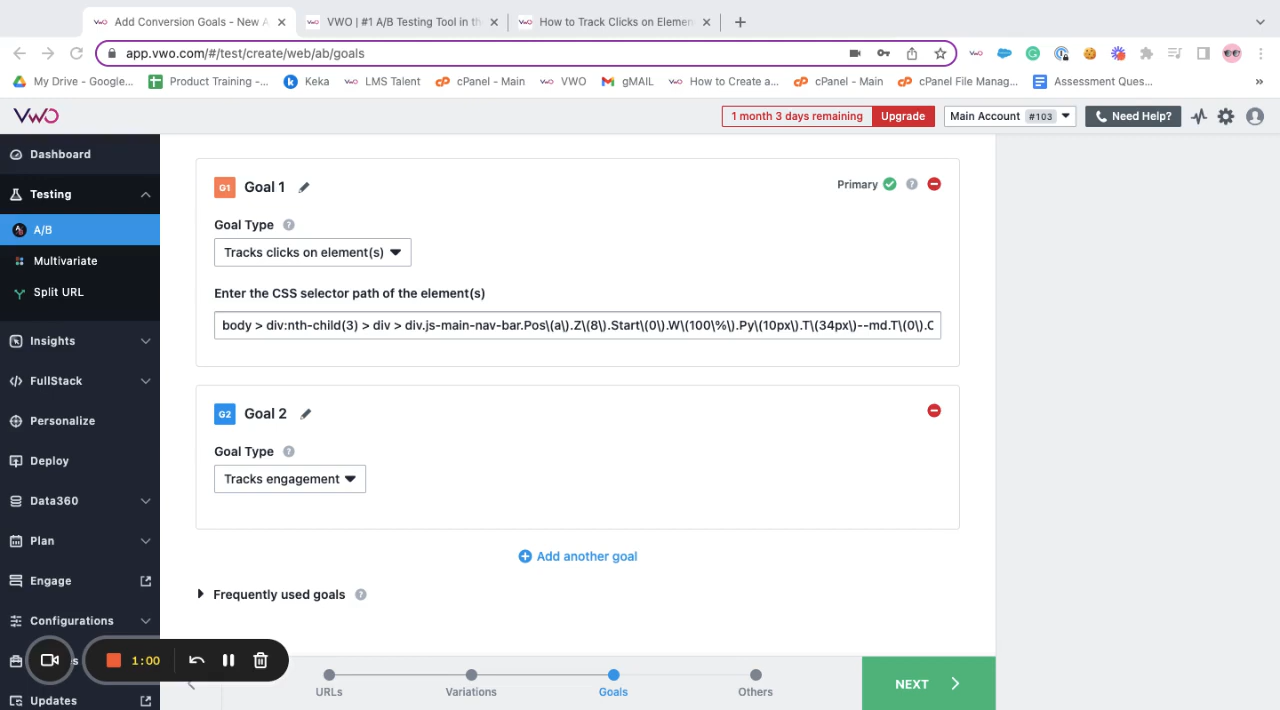 Add Conversion Goals - New A
VWO | #1 A/B Testing Tool in th
How to Track Clicks on Elemen
app.vwo.com/#/test/create/web/ab/goals
My Drive - Google...
Product Training -...
Keka
LMS Talent
cPanel - Main
VWO
gMAIL
How to Create a...
cPanel - Main
cPanel File Manag...
Assessment Ques...
VWO
1 month 3 days remaining
Upgrade
Main Account #103
Need Help?
Dashboard
Testing
A/B
Multivariate
Split URL
Insights
FullStack
Personalize
Deploy
Data360
Plan
Engage
Configurations
s
Updates
G1 Goal 1
Primary
Goal Type
Tracks clicks on element(s)
Enter the CSS selector path of the element(s)
body > div:nth-child(3) > div > div.js-main-nav-bar.Pos\(a\).Z\(8\).Start\(0\).W\(100\%\).Py\(10px\).T\(34px\)--md.T\(0\).C
G2 Goal 2
Goal Type
Tracks engagement
Add another goal
Frequently used goals
1:00
URLs
Variations
Goals
Others
NEXT